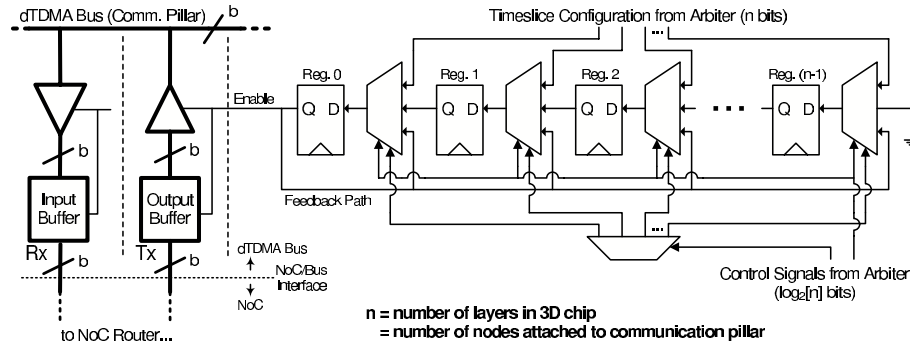 dTDMA Bus (Comm. Pillar)
b
Timeslice Configuration from Arbiter (n bits)
...
Reg. 0
Reg. 1
Reg. 2
Reg. (n-1)
Enable
Q D
Q D
Q D
Q D
b
b
Input
Buffer
Output
Buffer
Feedback Path
Rx
Tx
b
b
dTDMA Bus
NoC/Bus
Interface
NoC
...
Control Signals from Arbiter
(log2[n] bits)
to NoC Router...
n = number of layers in 3D chip
= number of nodes attached to communication pillar